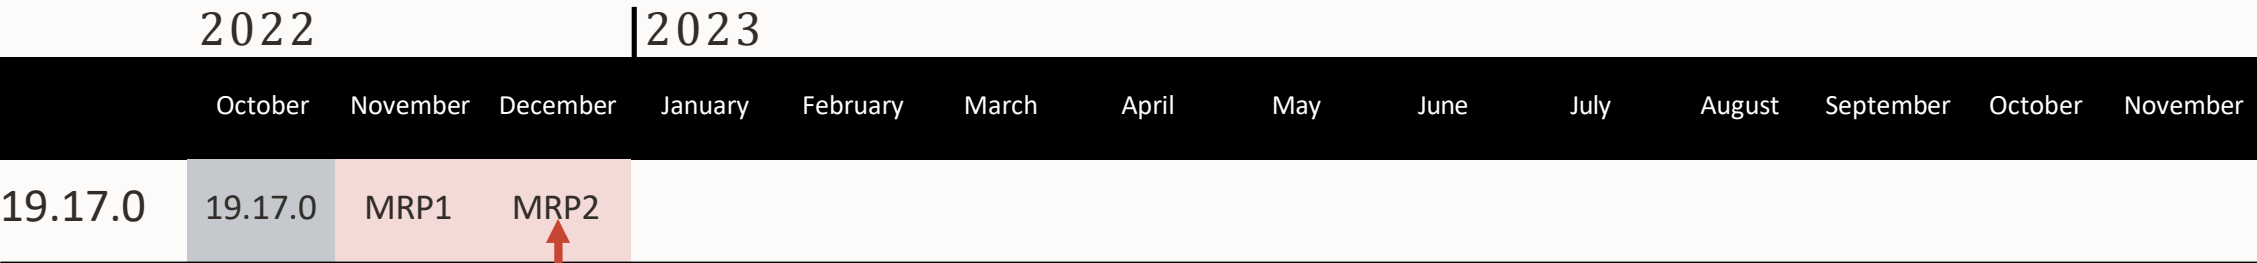 2022 2023
October November December January February March April May June July August September October November
19.17.0 19.17.0 MRP1 MRP2